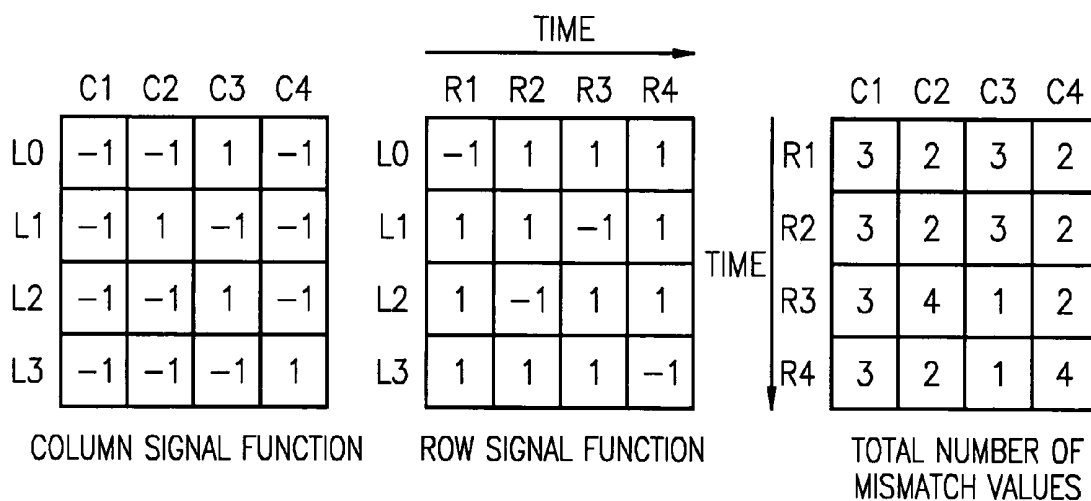 TIME
C1 C2 C3 C4
L0 -1 -1 1 -1
L1 -1 1 -1 -1
L2 -1 -1 1 -1
L3 -1 -1 -1 1
COLUMN SIGNAL FUNCTION
R1 R2 R3 R4
L0 -1 1 1 1
L1 1 1 -1 1
L2 1 -1 1 1
L3 1 1 1 -1
ROW SIGNAL FUNCTION
TIME
C1 C2 C3 C4
R1 3 2 3 2
R2 3 2 3 2
R3 3 4 1 2
R4 3 2 1 4
TOTAL NUMBER OF
MISMATCH VALUES